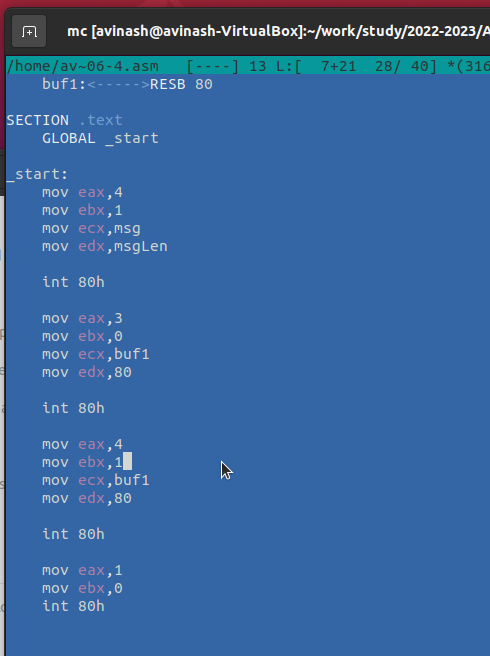 mc [avinash@avinash-VirtualBox]:~/work/study/2022-2023/
/home/av~06-4.asm [----] 13 L:[ 7+21 28/ 40] *(316
buf1:<----->RESB 80
SECTION .text
GLOBAL _start
_start:
mov eax,4
mov ebx,1
mov ecx,msg
mov edx,msgLen
int 80h
mov eax,3
mov ebx,0
mov ecx,buf1
mov edx,80
int 80h
mov eax,4
mov ebx,1
mov ecx,buf1
mov edx,80
int 80h
mov eax,1
mov ebx,0
int 80h